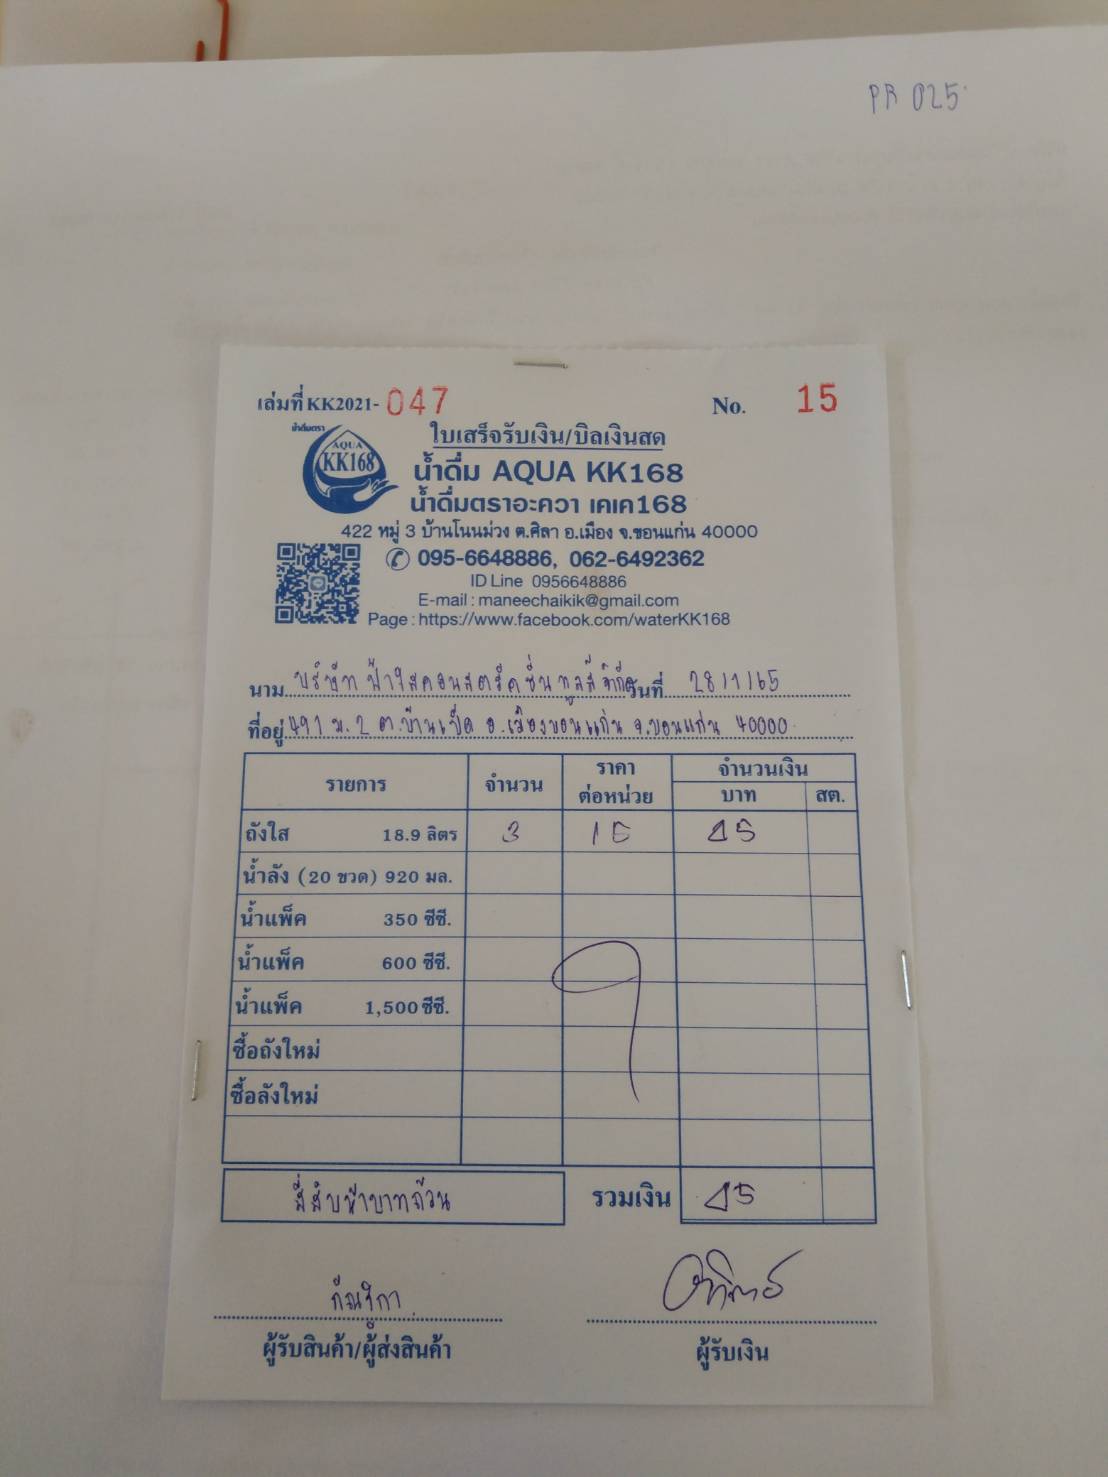 PR 025
เล่มที่ KK2021- 047 No. 15
ใบเสร็จรับเงิน/บิลเงินสด
น้ำดื่มตรา
AQUA
KK168
น้ำดื่ม AQUA KK168
น้ำดื่มตราอะควา เคเค168
422 หมู่ 3 บ้านโนนม่วง ต.ศิลา อ.เมือง จ.ขอนแก่น 40000
095-6648886, 062-6492362
ID Line 0956648886
E-mail : maneechaikik@gmail.com
Page : https://www.facebook.com/waterKK168
นาม บริษัท ฟ้าใสคอนสตรัคชั่น ทูลส์ จำกัด วันที่ 28/1/65
ที่อยู่ 491 ม.2 ต.บ้านเป็ด อ.เมืองขอนแก่น จ.ขอนแก่น 40000
รายการ จำนวน ราคาต่อหน่วย จำนวนเงิน
บาท สต.
ถังใส 18.9 ลิตร 3 15 45
น้ำลัง (20 ขวด) 920 มล.
น้ำแพ็ค 350 ซีซี.
น้ำแพ็ค 600 ซีซี.
น้ำแพ็ค 1,500 ซีซี.
ซื้อถังใหม่
ซื้อลังใหม่
สี่สิบห้าบาทถ้วน รวมเงิน 45
ผู้รับสินค้า/ผู้ส่งสินค้า ผู้รับเงิน